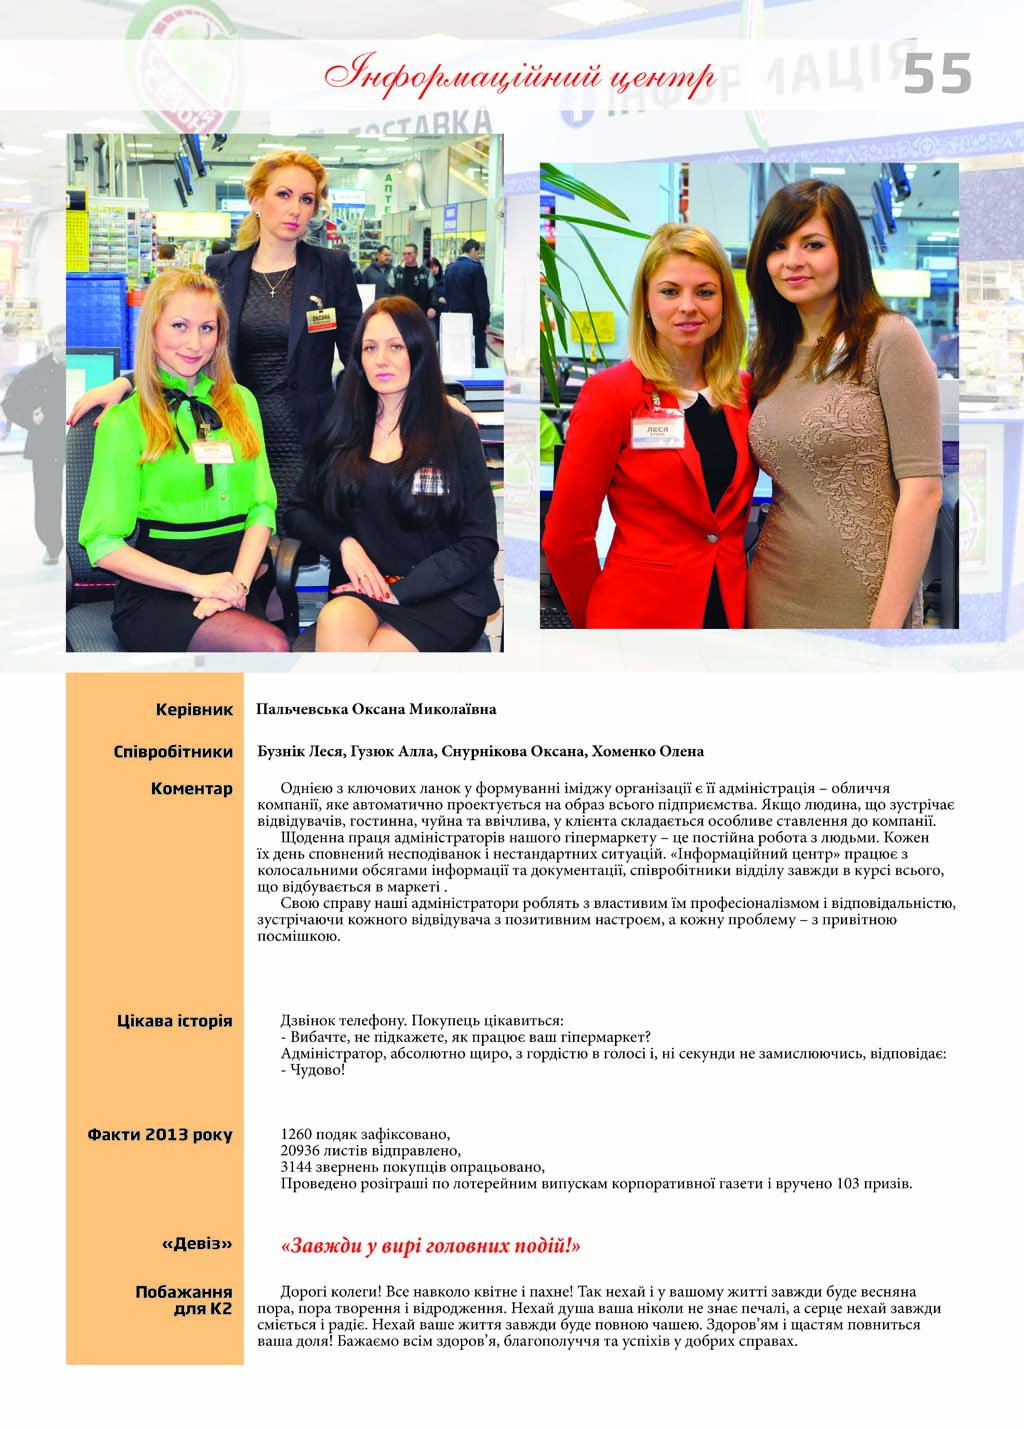 Інформаційний центр
55
ДОСТАВКА
ІНФОРМАЦІЯ
АПТЕ
ОКСАНА
ЛЕСЯ
Керівник
Пальчевська Оксана Миколаївна
Співробітники
Бузнік Леся, Гузюк Алла, Снурнікова Оксана, Хоменко Олена
Коментар
Однією з ключових ланок у формуванні іміджу організації є її адміністрація – обличчя
компанії, яке автоматично проектується на образ всього підприємства. Якщо людина, що зустрічає
відвідувачів, гостинна, чуйна та ввічлива, у клієнта складається особливе ставлення до компанії.
Щоденна праця адміністраторів нашого гіпермаркету – це постійна робота з людьми. Кожен
їх день сповнений несподіванок і нестандартних ситуацій. «Інформаційний центр» працює з
колосальними обсягами інформації та документації, співробітники відділу завжди в курсі всього,
що відбувається в маркеті .
Свою справу наші адміністратори роблять з властивим їм професіоналізмом і відповідальністю,
зустрічаючи кожного відвідувача з позитивним настроєм, а кожну проблему – з привітною
посмішкою.
Цікава історія
Дзвінок телефону. Покупець цікавиться:
- Вибачте, не підкажете, як працює ваш гіпермаркет?
Адміністратор, абсолютно щиро, з гордістю в голосі і, ні секунди не замислюючись, відповідає:
- Чудово!
Факти 2013 року
1260 подяк зафіксовано,
20936 листів відправлено,
3144 звернень покупців опрацьовано,
Проведено розіграші по лотерейним випускам корпоративної газети і вручено 103 призів.
«Девіз»
«Завжди у вирі головних подій!»
Побажання
для К2
Дорогі колеги! Все навколо квітне і пахне! Так нехай і у вашому житті завжди буде весняна
пора, пора творення і відродження. Нехай душа ваша ніколи не знає печалі, а серце нехай завжди
сміється і радіє. Нехай ваше життя завжди буде повною чашею. Здоров’ям і щастям повниться
ваша доля! Бажаємо всім здоров’я, благополуччя та успіхів у добрих справах.